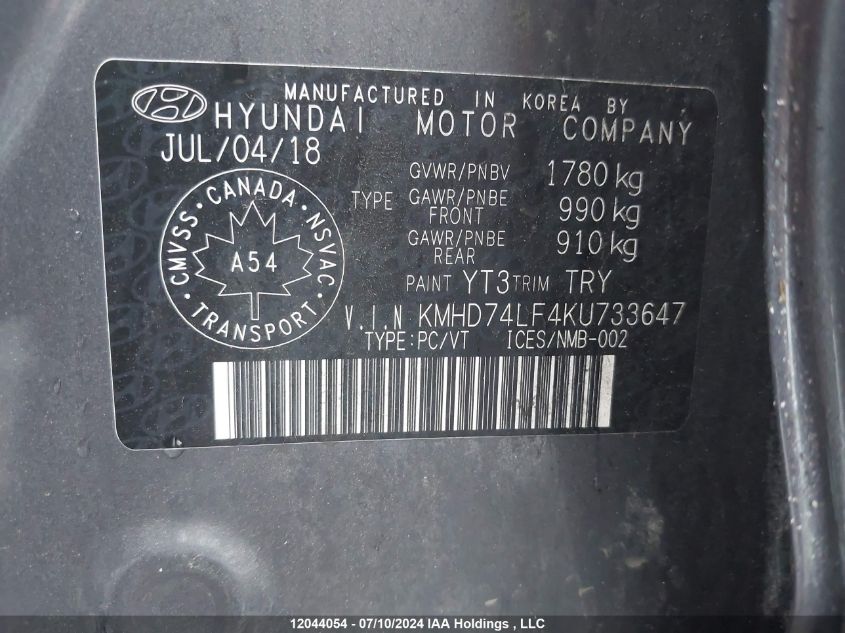 MANUFACTURED IN KOREA BY
HYUNDAI MOTOR COMPANY
JUL/04/18
GVWR/PNBV 1780 kg
TYPE GAWR/PNBE FRONT 990 kg
GAWR/PNBE REAR 910 kg
CMVSS · CANADA · NSVAC · TRANSPORT ·
A54
PAINT YT3 TRIM TRY
V.I.N KMHD74LF4KU733647
TYPE:PC/VT ICES/NMB-002
12044054 - 07/10/2024 IAA Holdings , LLC